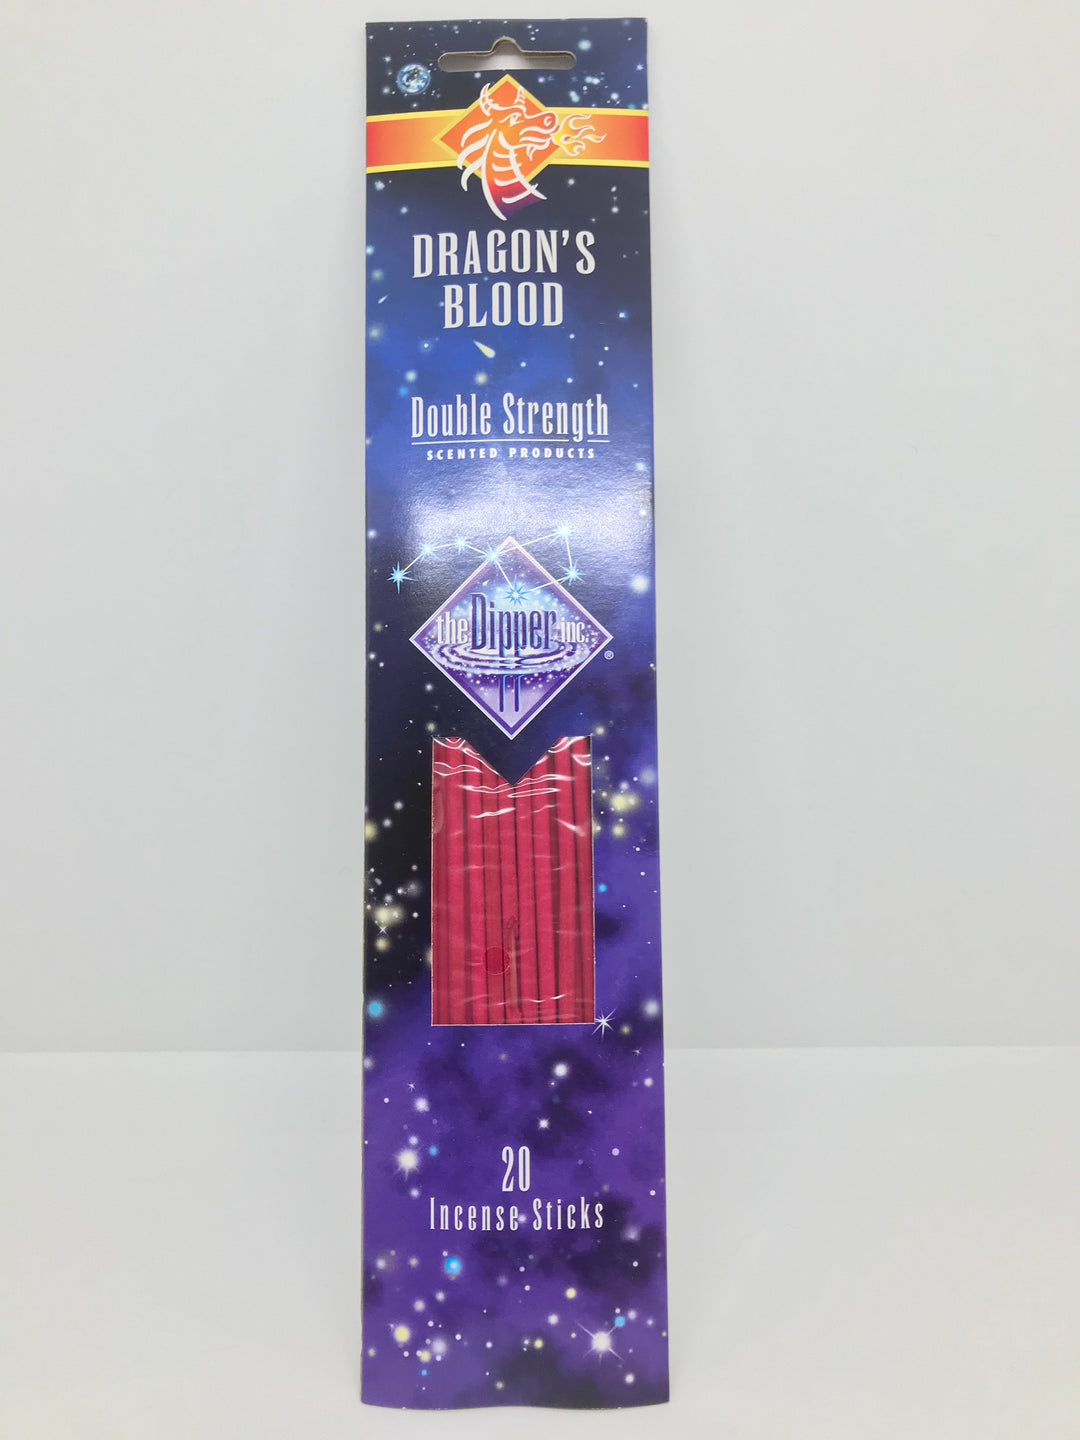 DRAGON'S
BLOOD
Double Strength
SCENTED PRODUCTS
the Dipper inc.
®
20
Incense Sticks